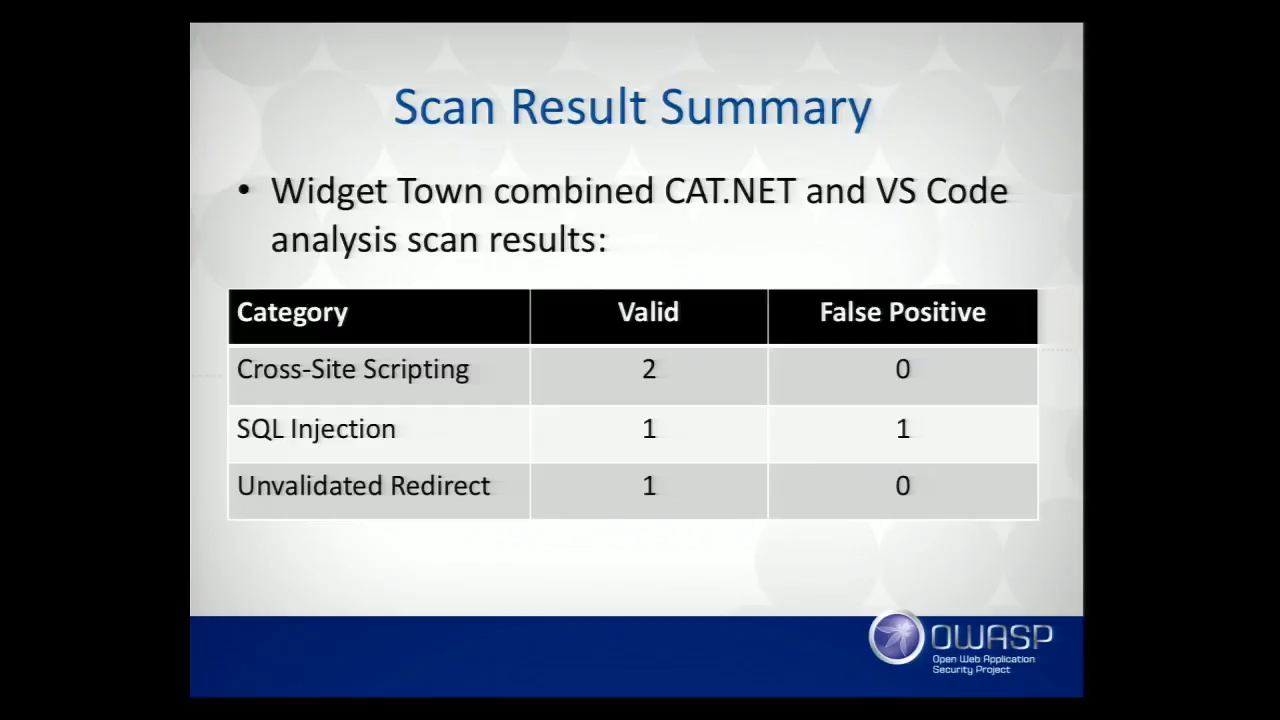 Scan Result Summary
• Widget Town combined CAT.NET and VS Code
analysis scan results:
Category Valid False Positive
Cross-Site Scripting 2 0
SQL Injection 1 1
Unvalidated Redirect 1 0
OWASP
Open Web Application
Security Project